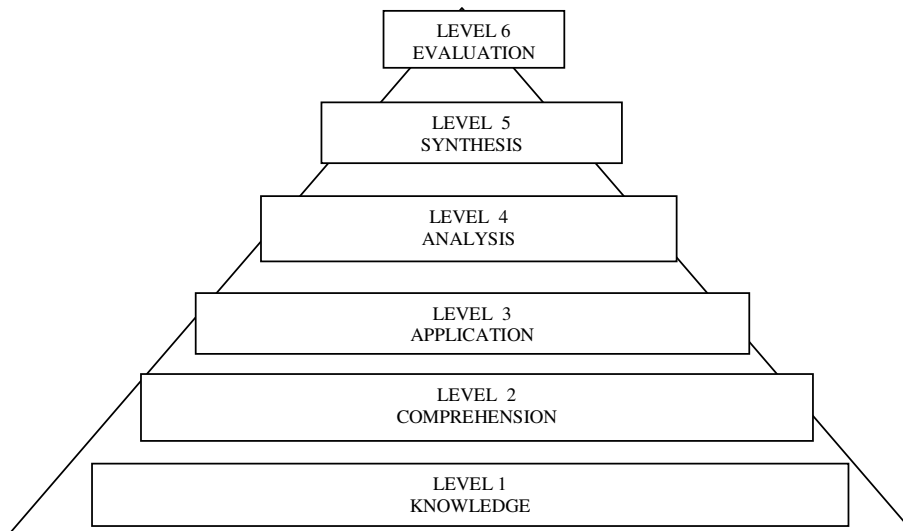 LEVEL 6
EVALUATION
LEVEL 5
SYNTHESIS
LEVEL 4
ANALYSIS
LEVEL 3
APPLICATION
LEVEL 2
COMPREHENSION
LEVEL 1
KNOWLEDGE